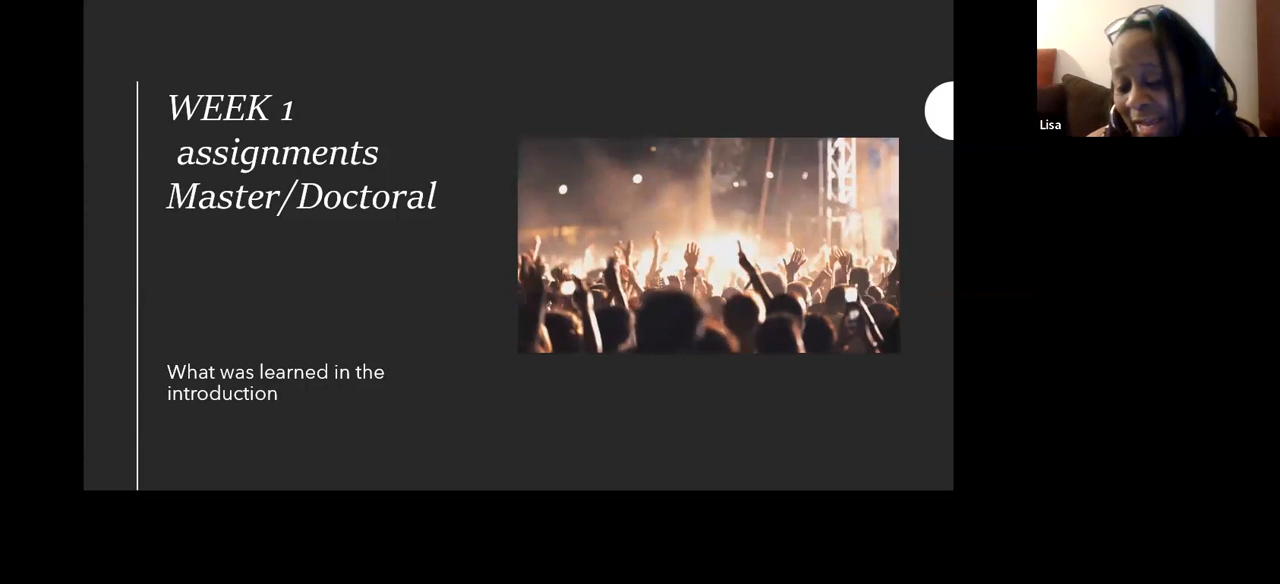 WEEK 1
assignments
Master/Doctoral
What was learned in the
introduction
Lisa